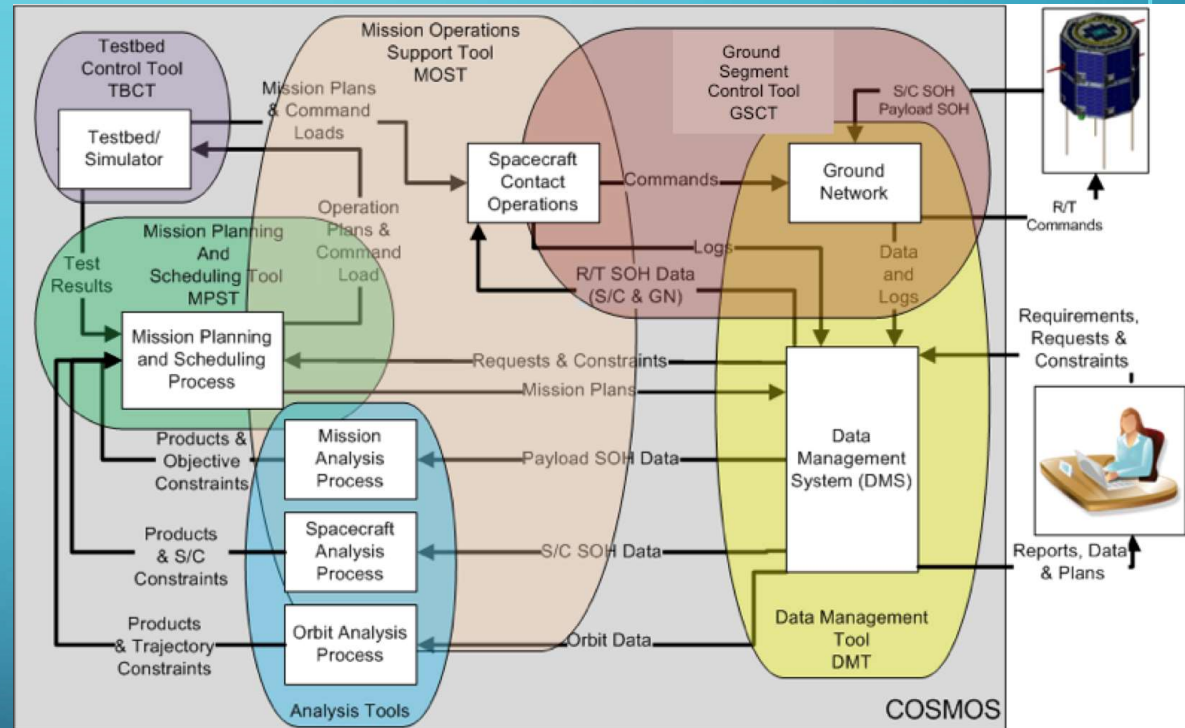 Testbed
Control Tool
TBCT
Mission Operations
Support Tool
MOST
Ground
Segment
Control Tool
GSCT
S/C SOH
Payload SOH
Mission Plans
& Command
Loads
Testbed/
Simulator
Spacecraft
Contact
Operations
Commands
Ground
Network
R/T
Commands
Operation
Plans &
Command
Load
Logs
Data
and
Logs
R/T SOH Data
(S/C & GN)
Test
Results
Mission Planning
And
Scheduling Tool
MPST
Mission Planning
and Scheduling
Process
Requests & Constraints
Mission Plans
Requirements,
Requests &
Constraints
Data
Management
System (DMS)
Products &
Objective
Constraints
Mission
Analysis
Process
Payload SOH Data
Products
& S/C
Constraints
Spacecraft
Analysis
Process
S/C SOH Data
Reports, Data
& Plans
Products
& Trajectory
Constraints
Orbit Analysis
Process
Orbit Data
Data Management
Tool
DMT
Analysis Tools
COSMOS